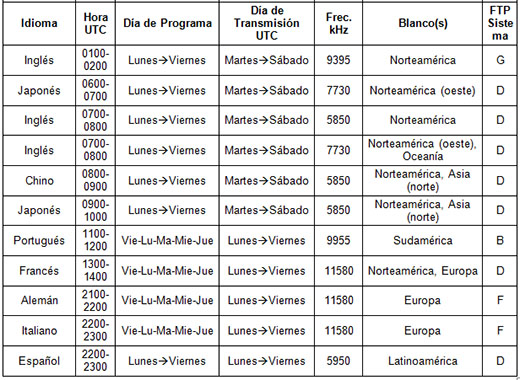 Idioma Hora UTC Día de Programa Día de Transmisión UTC Frec. kHz Blanco(s) FTP Sistema
Inglés 0100-0200 Lunes→Viernes Martes→Sábado 9395 Norteamérica G
Japonés 0600-0700 Lunes→Viernes Martes→Sábado 7730 Norteamérica (oeste) D
Inglés 0700-0800 Lunes→Viernes Martes→Sábado 5850 Norteamérica D
Inglés 0700-0800 Lunes→Viernes Martes→Sábado 7730 Norteamérica (oeste), Oceanía D
Chino 0800-0900 Lunes→Viernes Martes→Sábado 5850 Norteamérica, Asia (norte) D
Japonés 0900-1000 Lunes→Viernes Martes→Sábado 5850 Norteamérica, Asia (norte) D
Portugués 1100-1200 Vie-Lu-Ma-Mie-Jue Lunes→Viernes 9955 Sudamérica B
Francés 1300-1400 Vie-Lu-Ma-Mie-Jue Lunes→Viernes 11580 Norteamérica, Europa D
Alemán 2100-2200 Vie-Lu-Ma-Mie-Jue Lunes→Viernes 11580 Europa F
Italiano 2200-2300 Vie-Lu-Ma-Mie-Jue Lunes→Viernes 11580 Europa F
Español 2200-2300 Lunes→Viernes Lunes→Viernes 5950 Latinoamérica D